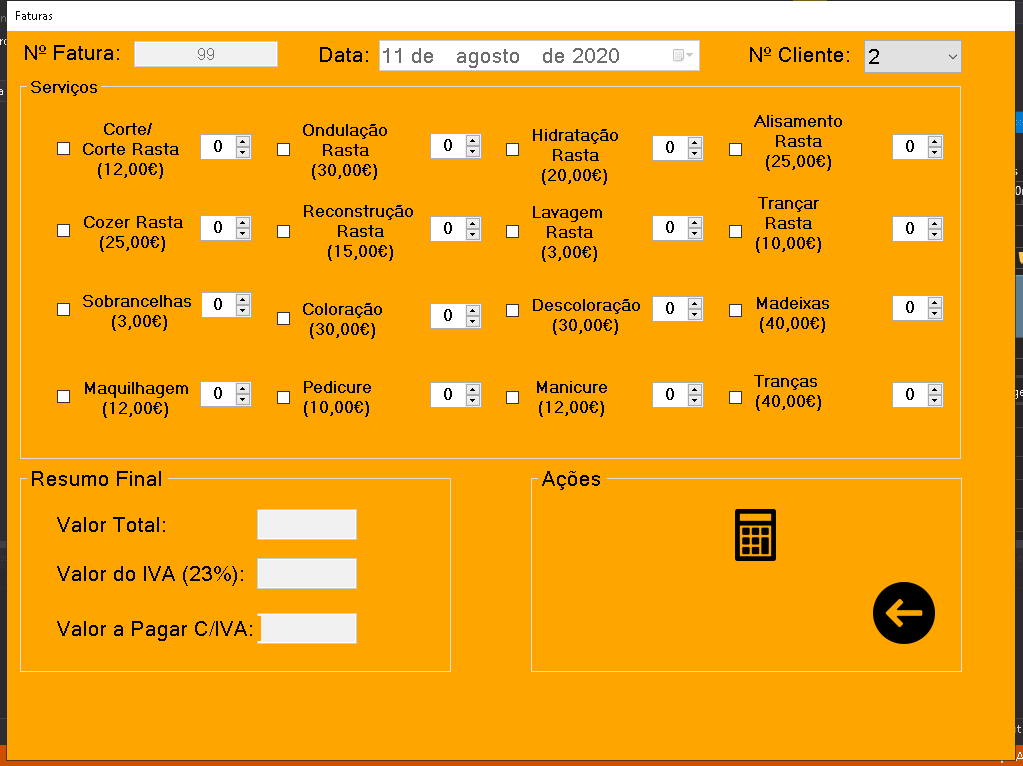 Faturas
Nº Fatura: 99 Data: 11 de agosto de 2020 Nº Cliente: 2
Serviços
Corte/
Corte Rasta
(12,00€)
0
Ondulação
Rasta
(30,00€)
0
Hidratação
Rasta
(20,00€)
0
Alisamento
Rasta
(25,00€)
0
Cozer Rasta
(25,00€)
0
Reconstrução
Rasta
(15,00€)
0
Lavagem
Rasta
(3,00€)
0
Trançar
Rasta
(10,00€)
0
Sobrancelhas
(3,00€)
0
Coloração
(30,00€)
0
Descoloração
(30,00€)
0
Madeixas
(40,00€)
0
Maquilhagem
(12,00€)
0
Pedicure
(10,00€)
0
Manicure
(12,00€)
0
Tranças
(40,00€)
0
Resumo Final
Valor Total:
Valor do IVA (23%):
Valor a Pagar C/IVA:
Ações